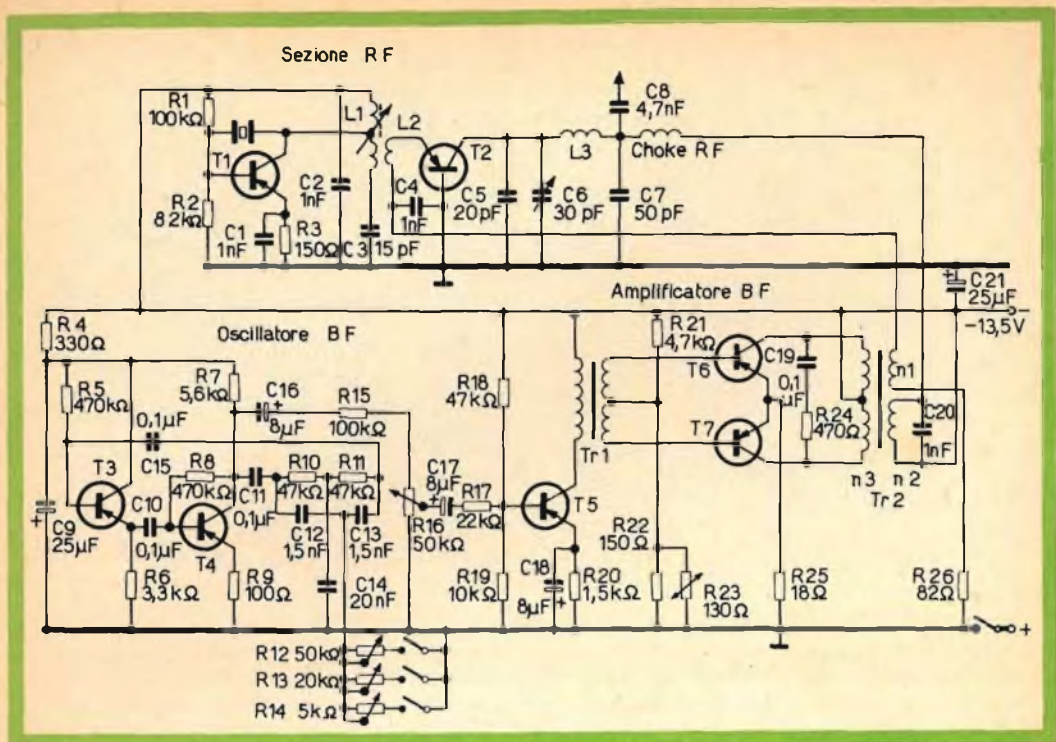 Sezione RF
R1
100kΩ
T1
R2
82kΩ
C1
1nF
R3
150Ω
C2
1nF
L1
L2
C3 15pF
C4
1nF
T2
C5
20pF
C6
30pF
L3
C8
4,7nF
Choke RF
C7
50pF
Oscillatore BF
Amplificatore BF
C21
25µF
-
-13,5V
R4
330Ω
R5
470kΩ
0,1µF
C15
R7
5,6kΩ
C16
+
8µF
R15
100kΩ
T3
C10
0,1µF
R8
470kΩ
T4
C11
0,1µF
R10
47kΩ
R11
47kΩ
C12
1,5nF
C13
1,5nF
C14
20nF
C9
25µF
+
R6
3,3kΩ
R9
100Ω
R12 50kΩ
R13 20kΩ
R14 5kΩ
R16
50kΩ
C17
8µF
+
R17
22kΩ
R18
47kΩ
R19
10kΩ
T5
C18
8µF
+
R20
1,5kΩ
Tr1
R21
4,7kΩ
R22
150Ω
R23
130Ω
T6
T7
C19
0,1
µF
R24
470Ω
R25
18Ω
n1
n2
n3
Tr2
C20
1nF
R26
82Ω
+